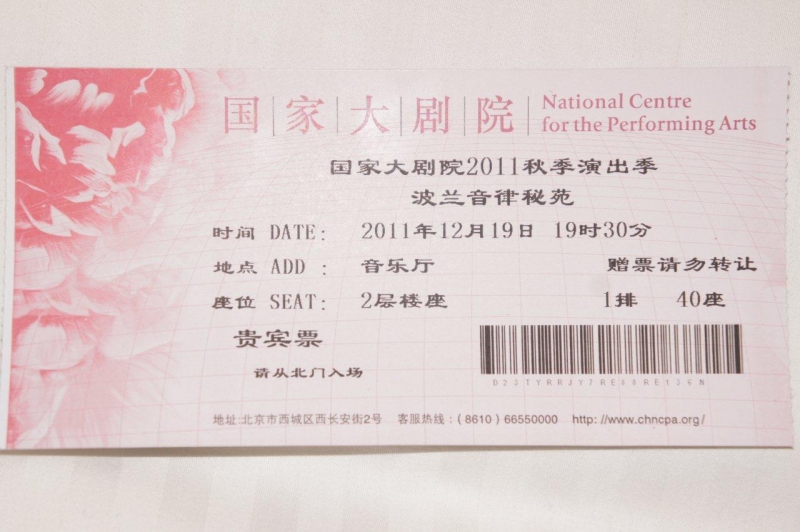 国家大剧院 National Centre
for the Performing Arts
国家大剧院2011秋季演出季
波兰音律秘苑
时间 DATE: 2011年12月19日 19时30分
地点 ADD : 音乐厅 赠票请勿转让
座位 SEAT: 2层楼座 1排 40座
贵宾票
请从北门入场
地址:北京市西城区西长安街2号 客服热线:(8610)66550000 http://www.chncpa.org/